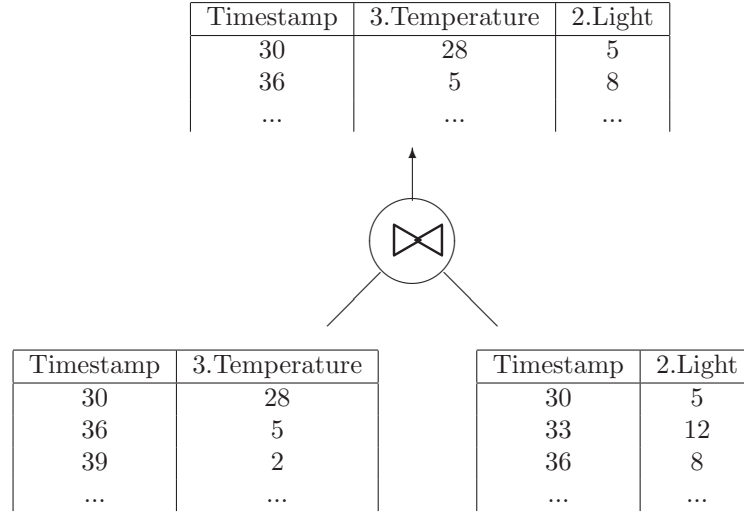 Timestamp 3.Temperature 2.Light
30 28 5
36 5 8
... ... ...
Timestamp 3.Temperature
30 28
36 5
39 2
... ...
Timestamp 2.Light
30 5
33 12
36 8
... ...